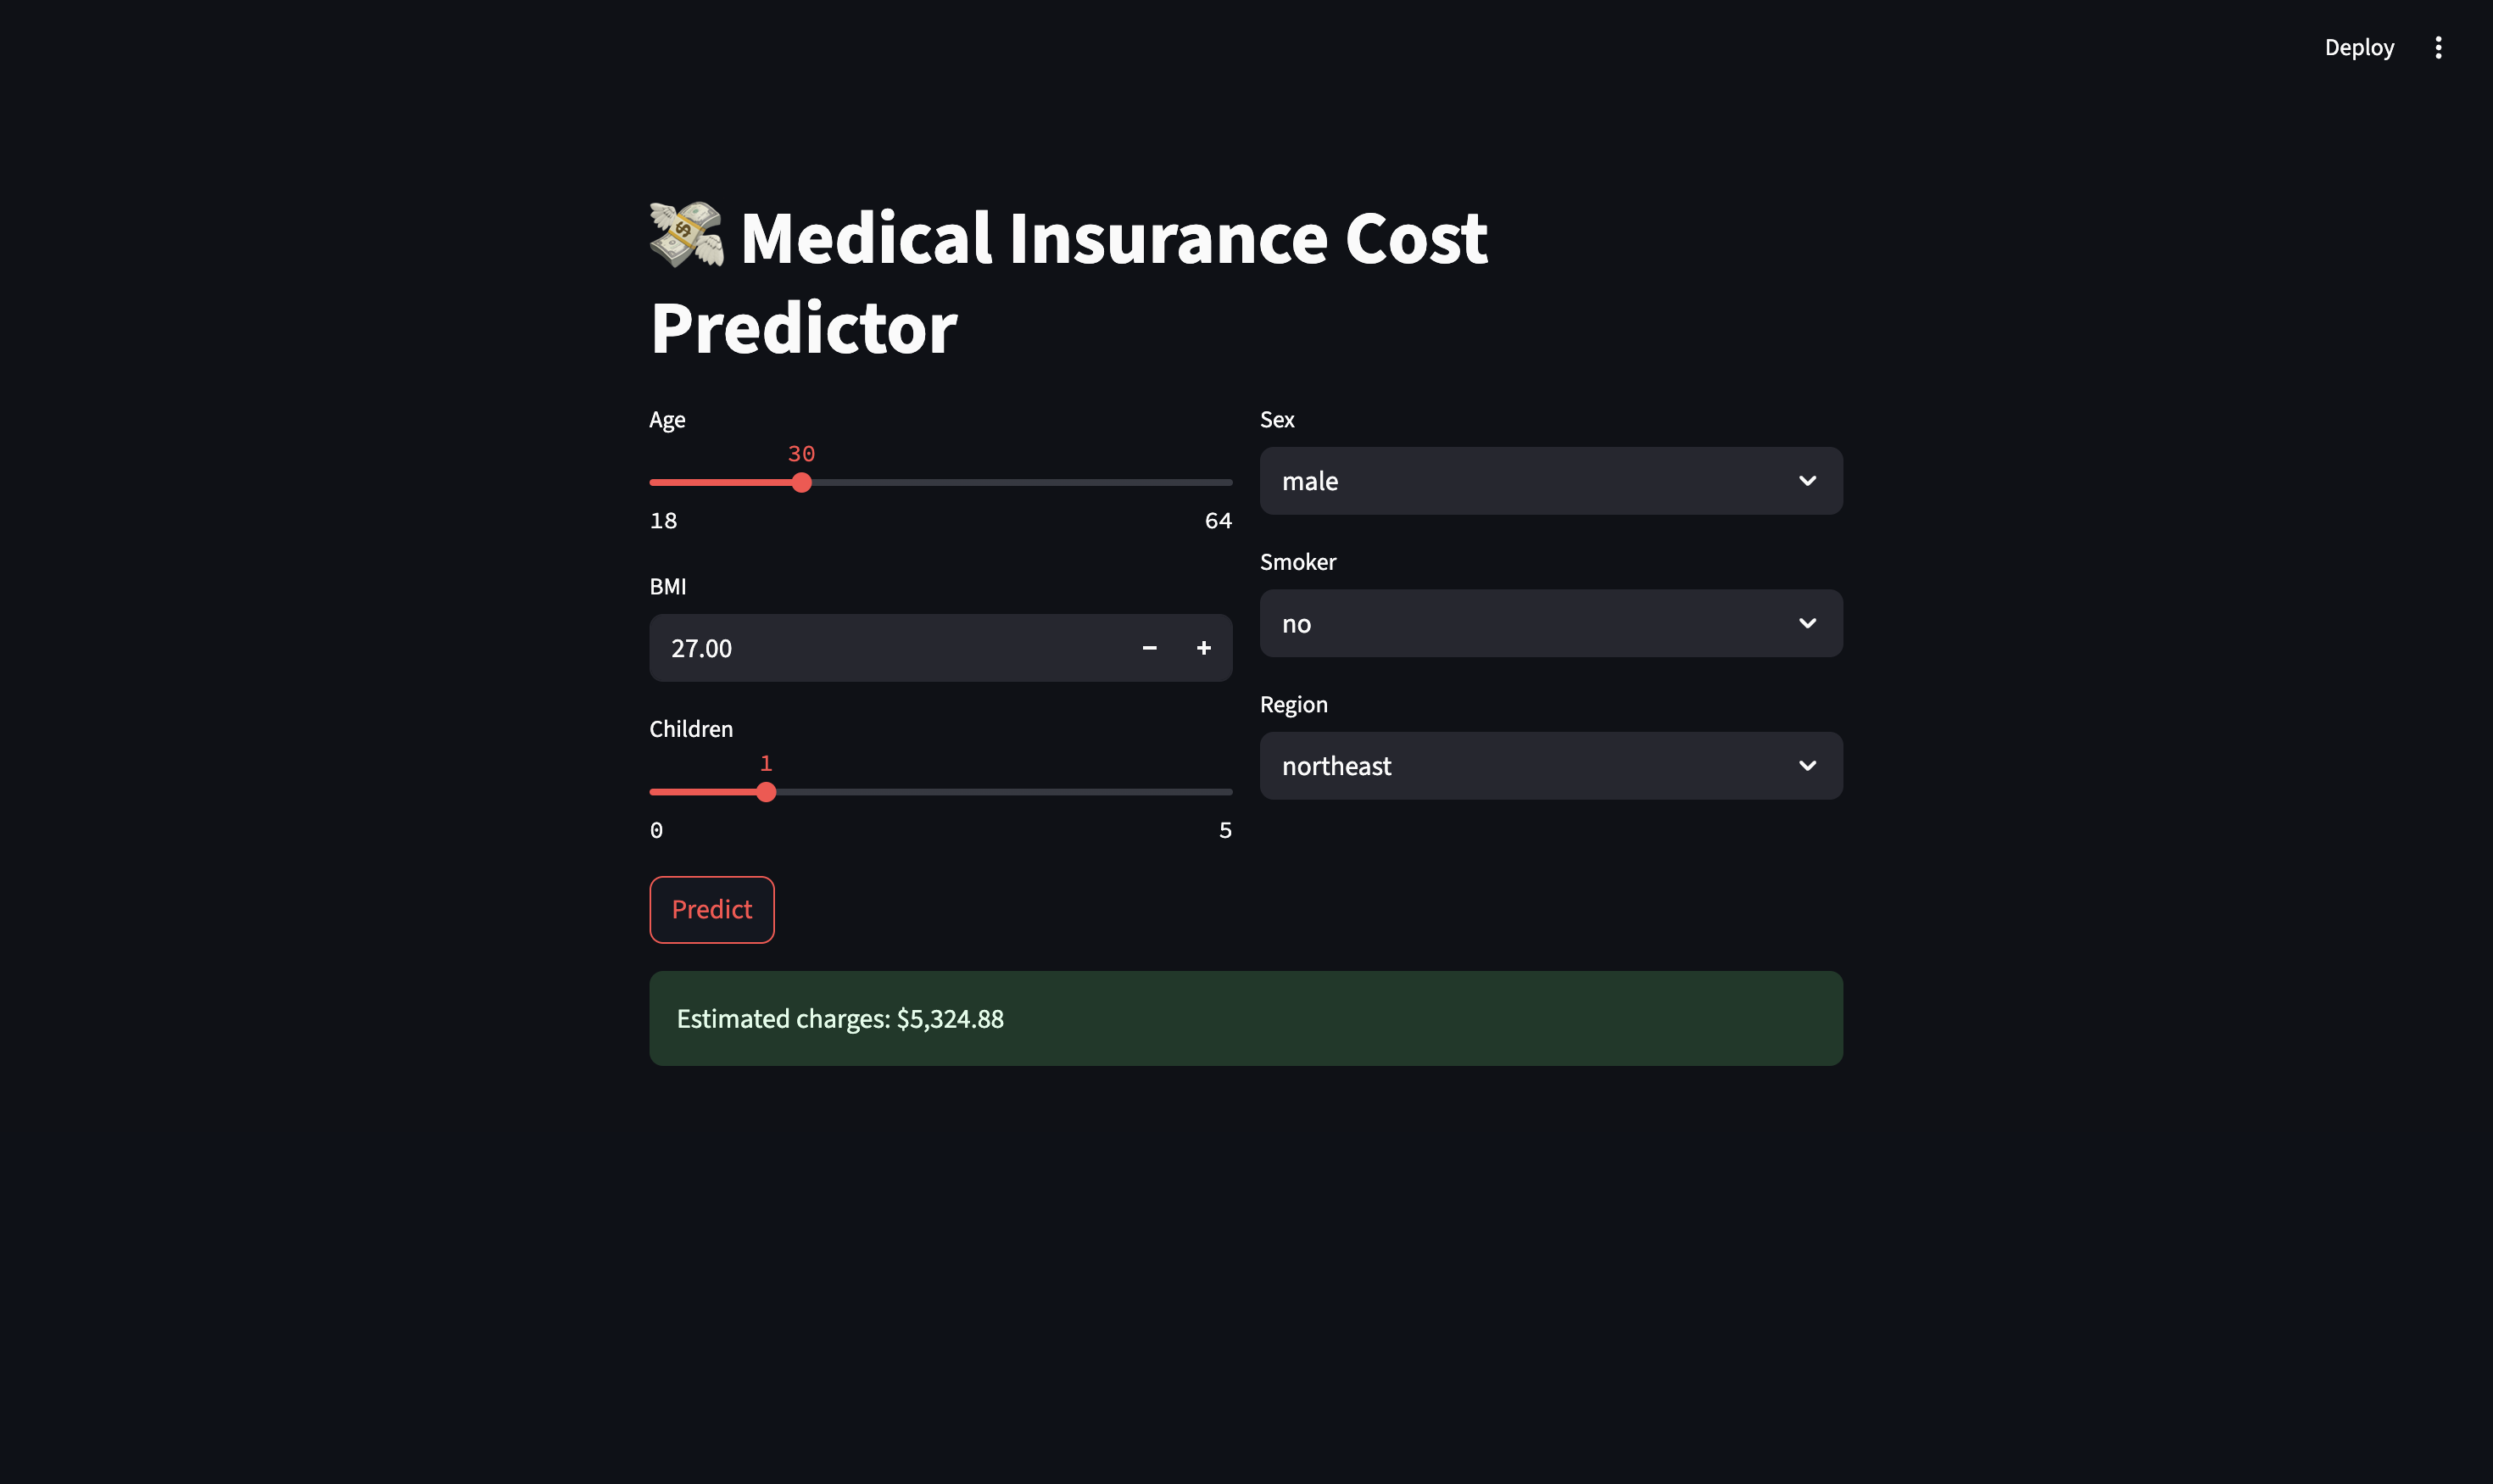 Deploy
Medical Insurance Cost
Predictor
Age
30
18 64
BMI
27.00
Children
1
0 5
Sex
male
Smoker
no
Region
northeast
Predict
Estimated charges: $5,324.88